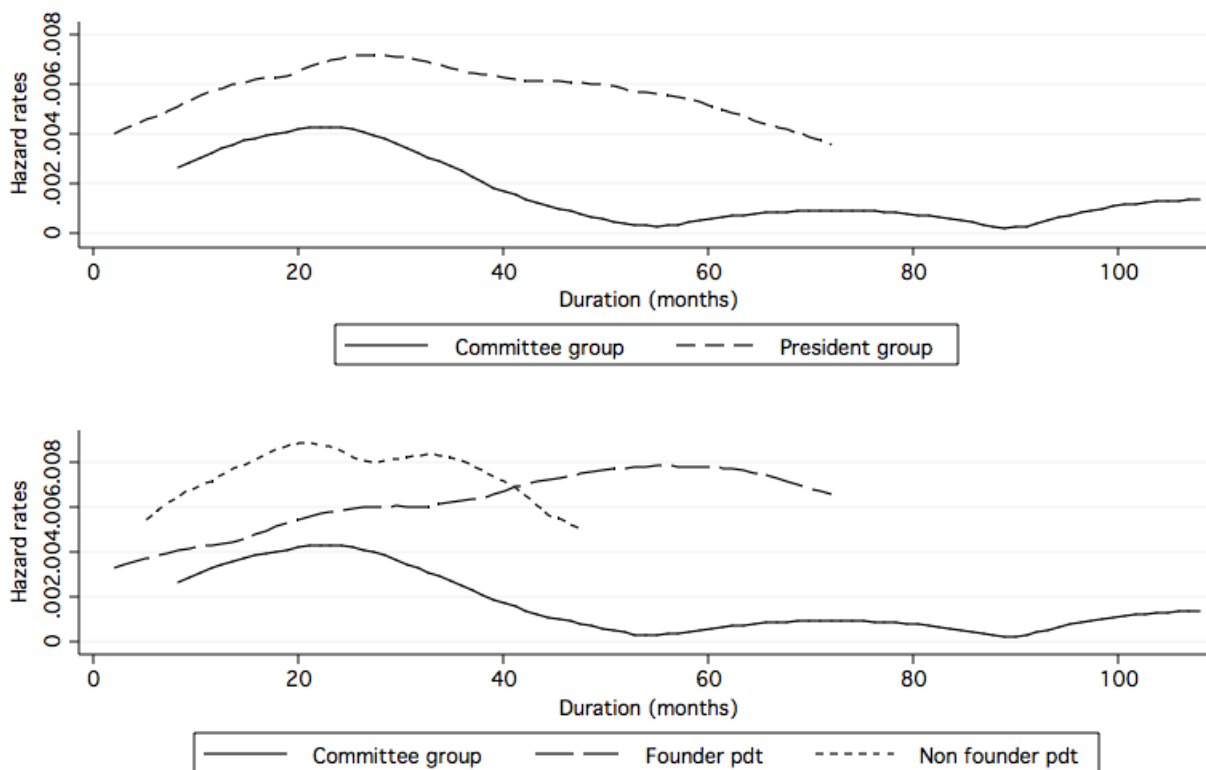 Hazard rates
0 .002 .004 .006 .008
0 20 40 60 80 100
Duration (months)
Committee group President group
Hazard rates
0 .002 .004 .006 .008
0 20 40 60 80 100
Duration (months)
Committee group Founder pdt Non founder pdt